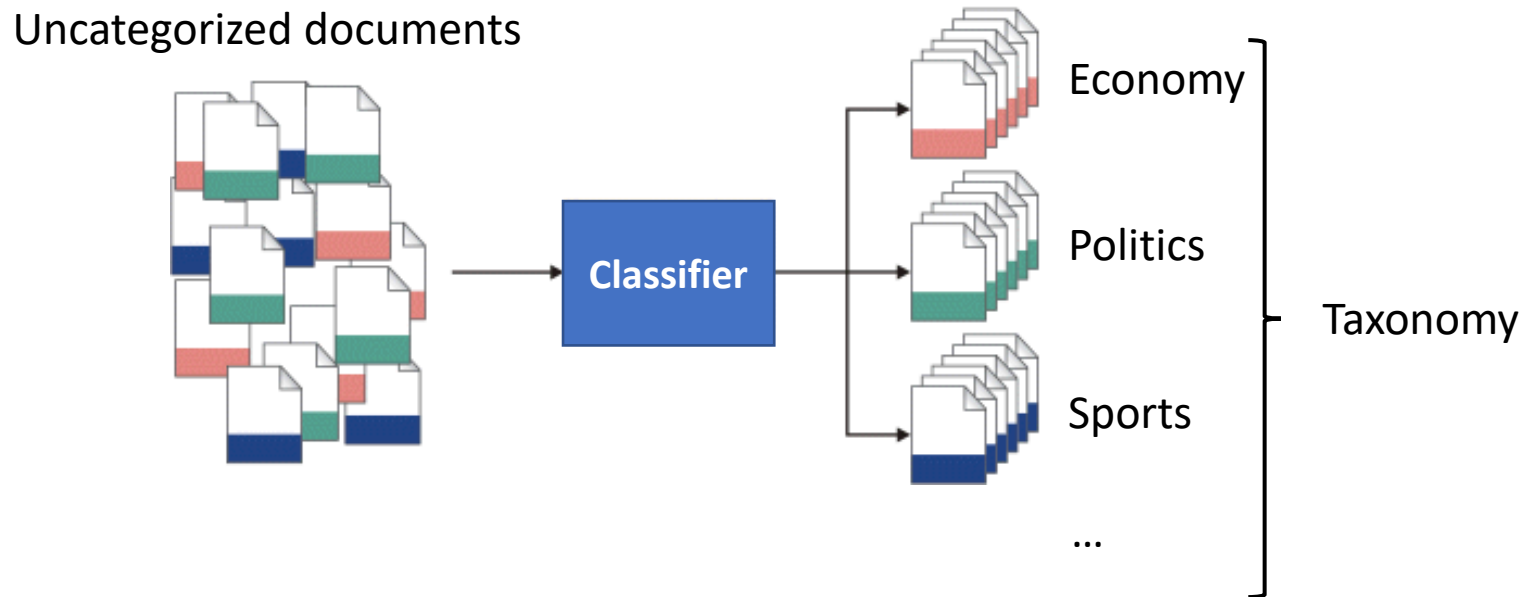 Uncategorized documents
Economy
Classifier
Politics
Sports
...
Taxonomy